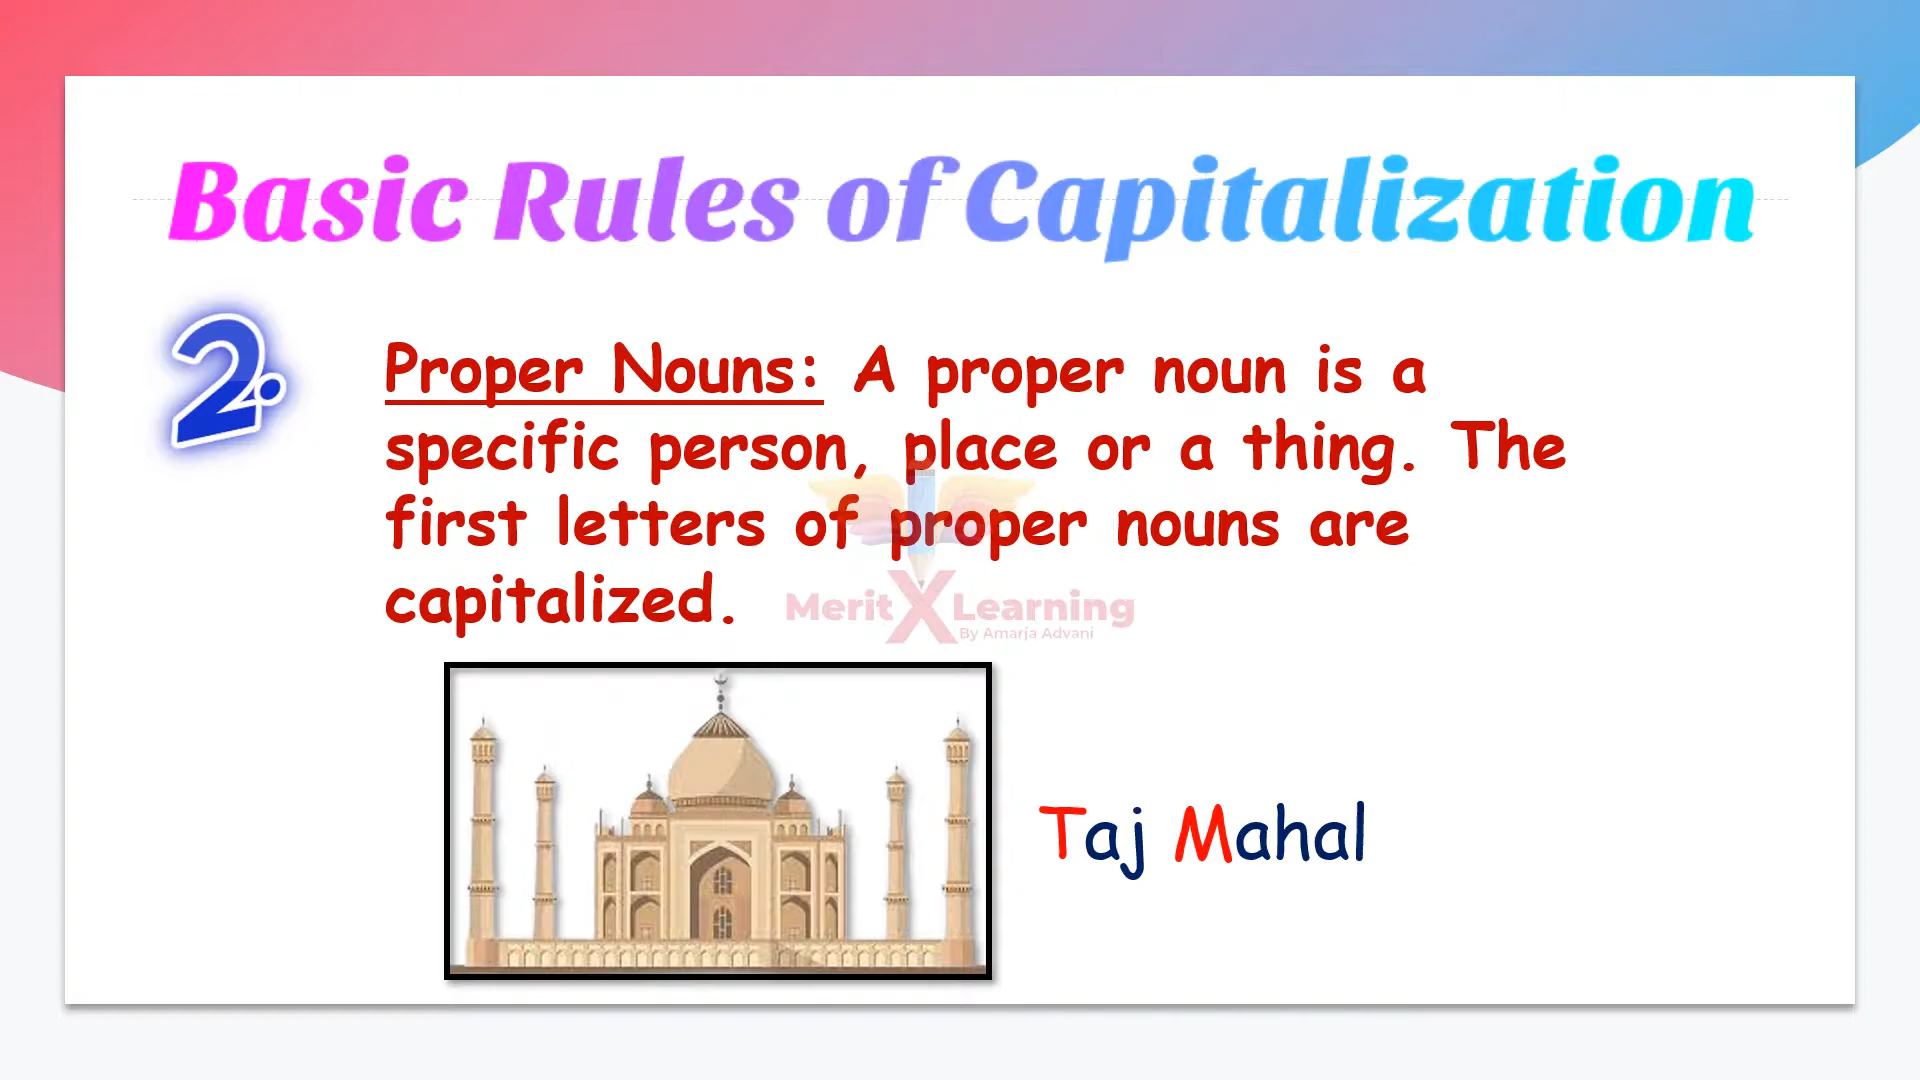 Basic Rules of Capitalization
2.
Proper Nouns: A proper noun is a
specific person, place or a thing. The
first letters of proper nouns are
capitalized.
Merit X Learning
By Amarja Advani
Taj Mahal